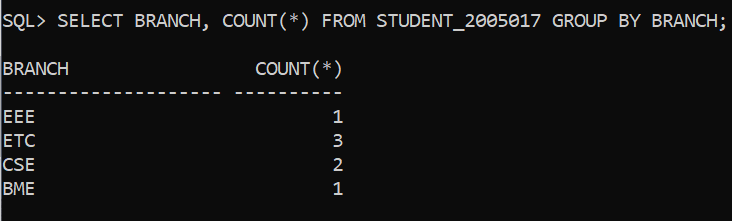 SQL> SELECT BRANCH, COUNT(*) FROM STUDENT_2005017 GROUP BY BRANCH;
BRANCH                 COUNT(*)
-------------------- ----------
EEE                           1
ETC                           3
CSE                           2
BME                           1